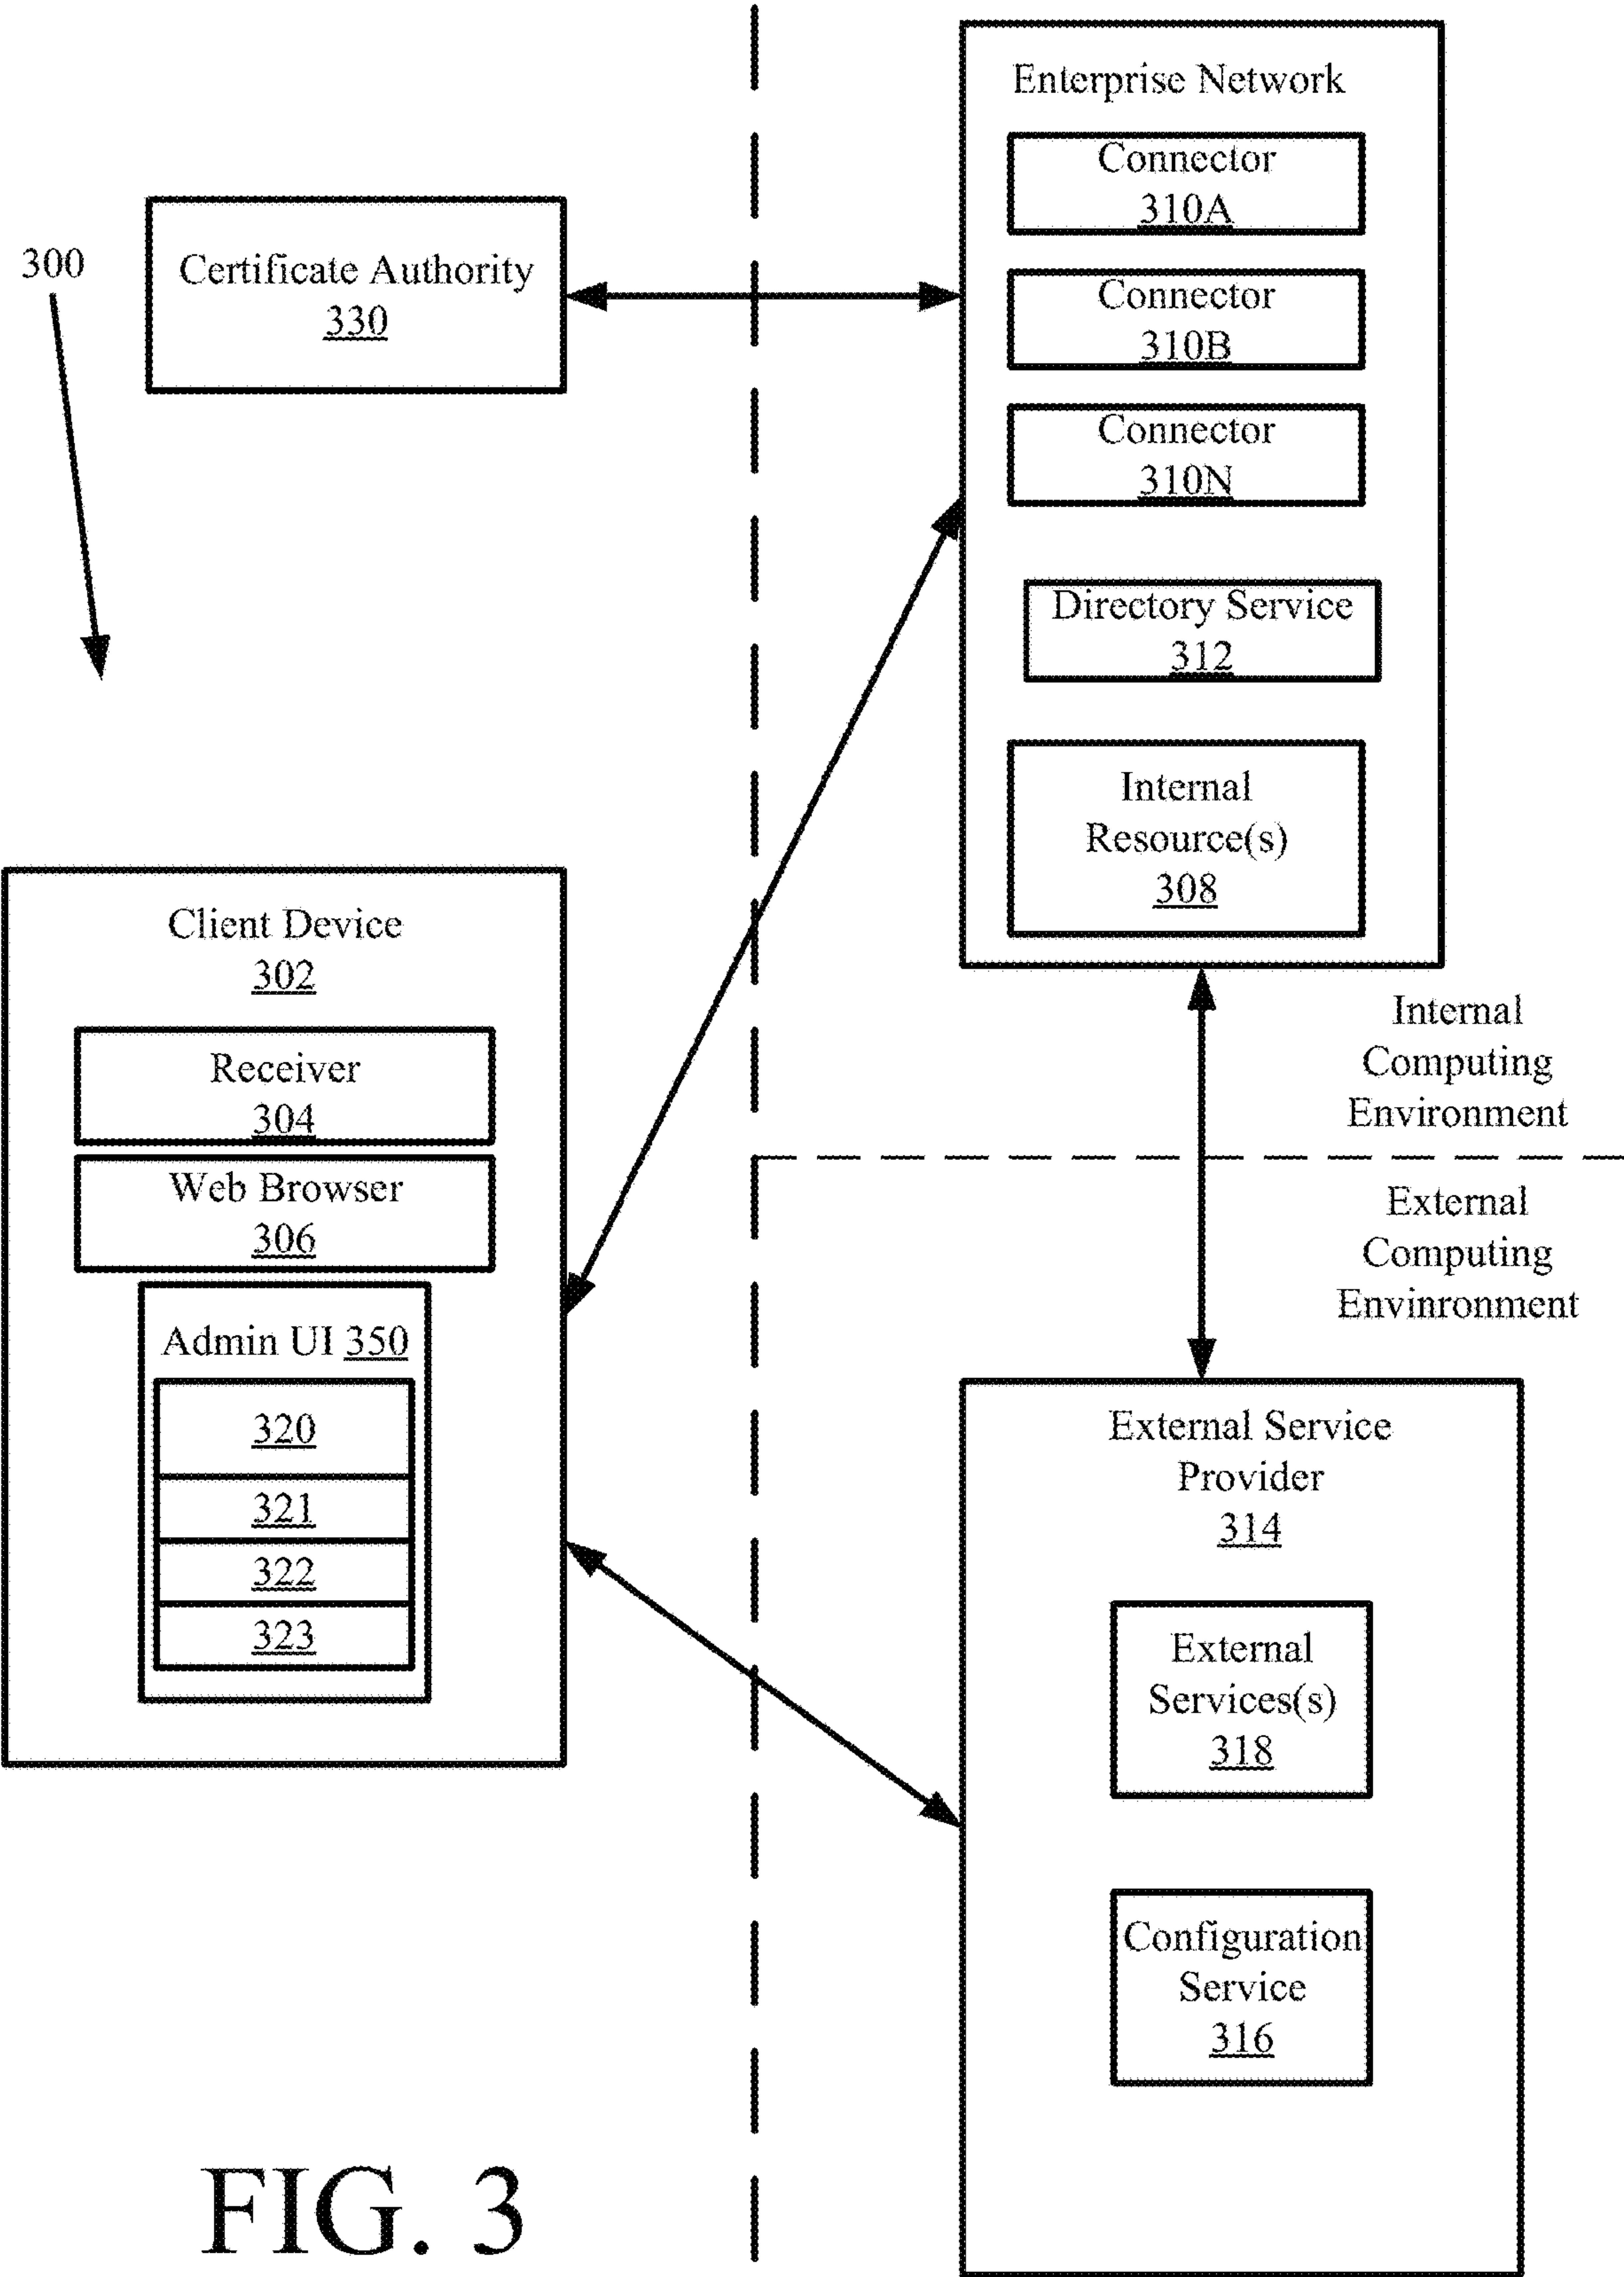 Enterprise Network
Connector
310A
Connector
310B
Connector
310N
Directory Service
312
Internal
Resource(s)
308
Certificate Authority
330
300
Client Device
302
Receiver
304
Web Browser
306
Admin UI 350
320
321
322
323
Internal
Computing
Environment
External
Computing
Envinronment
External Service
Provider
314
External
Services(s)
318
Configuration
Service
316
FIG. 3